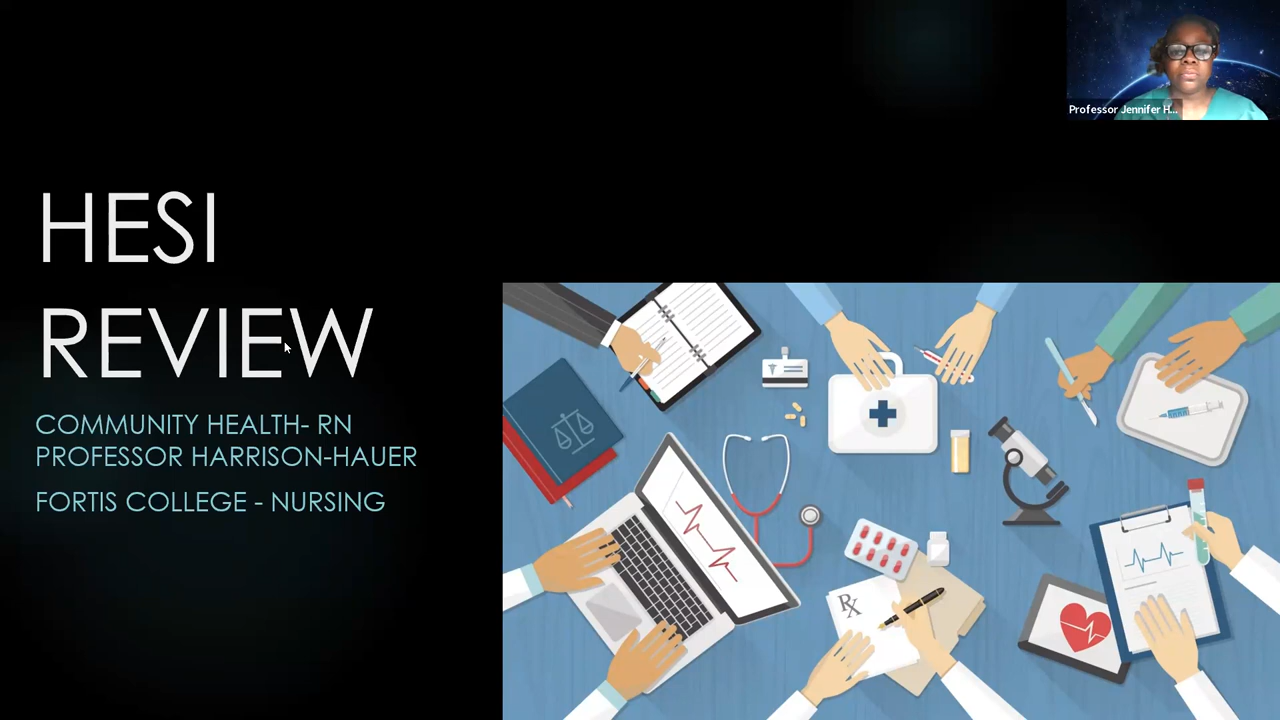 Professor Jennifer H...
HESI
REVIEW
COMMUNITY HEALTH- RN
PROFESSOR HARRISON-HAUER
FORTIS COLLEGE - NURSING
RX